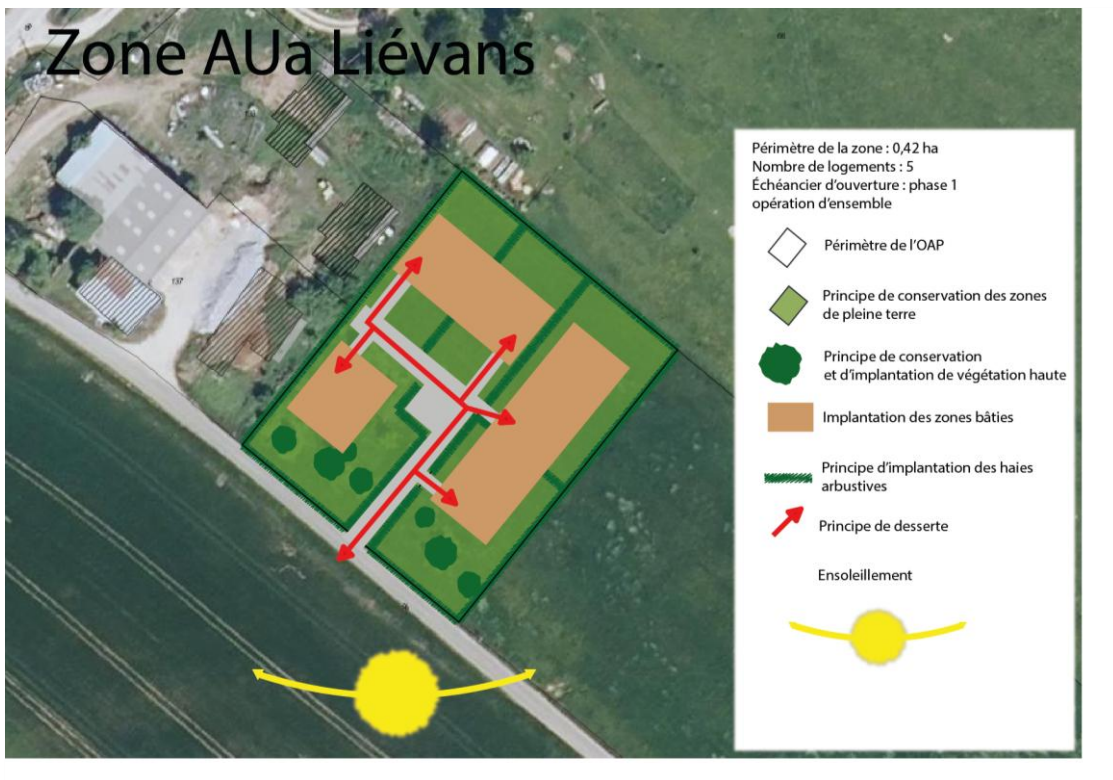 Zone AUa Liévans
Périmètre de la zone : 0,42 ha
Nombre de logements : 5
Échéancier d'ouverture : phase 1
opération d'ensemble
Périmètre de l'OAP
Principe de conservation des zones
de pleine terre
Principe de conservation
et d'implantation de végétation haute
Implantation des zones bâties
Principe d'implantation des haies
arbustives
Principe de desserte
Ensoleillement
137